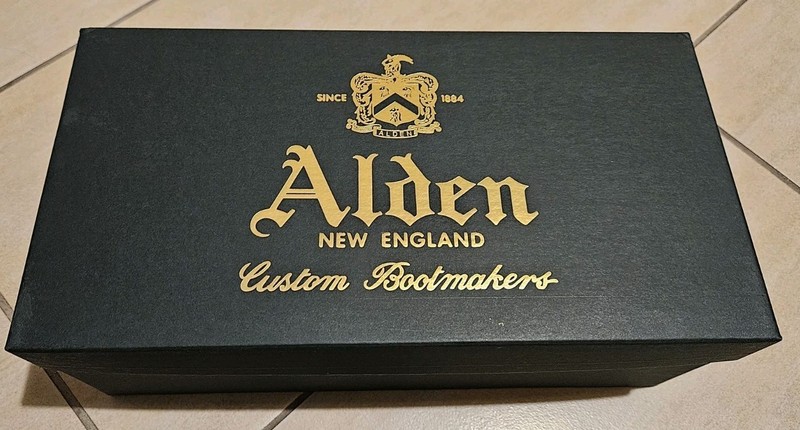 SINCE 1884
ALDEN
Alden
NEW ENGLAND
Custom Bootmakers